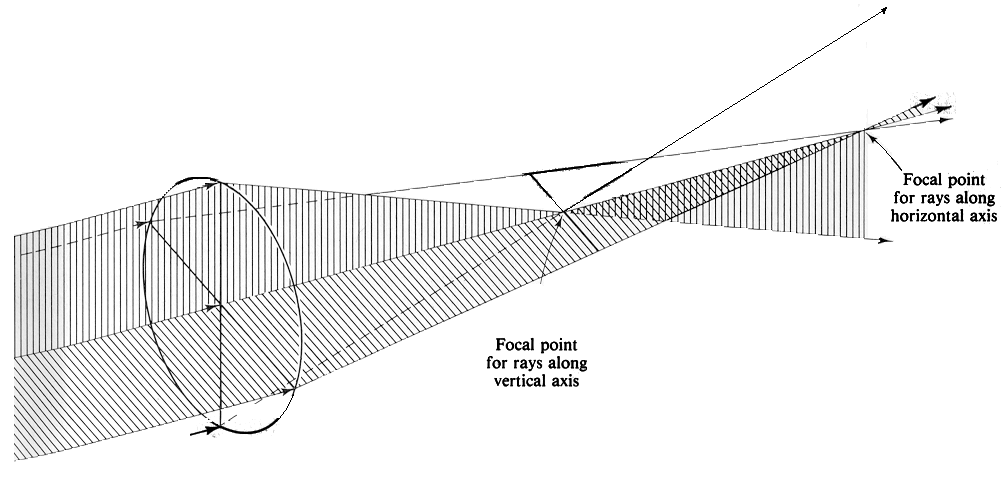 Focal point
for rays along
horizontal axis
Focal point
for rays along
vertical axis